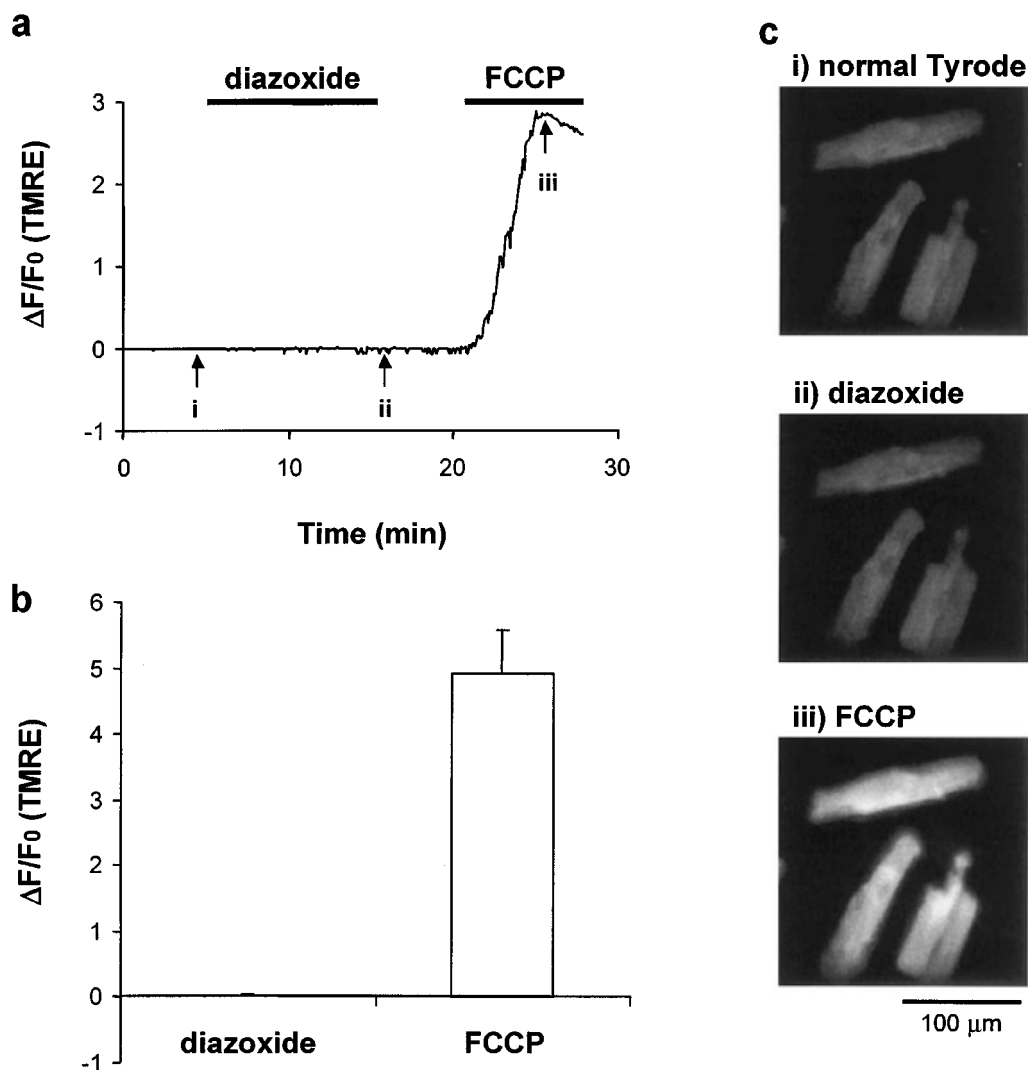 a
diazoxide
FCCP
3
2
1
0
-1
ΔF/F0 (TMRE)
i
ii
iii
0
10
20
30
Time (min)
b
6
5
4
3
2
1
0
-1
ΔF/F0 (TMRE)
diazoxide
FCCP
c
i) normal Tyrode
ii) diazoxide
iii) FCCP
100 μm